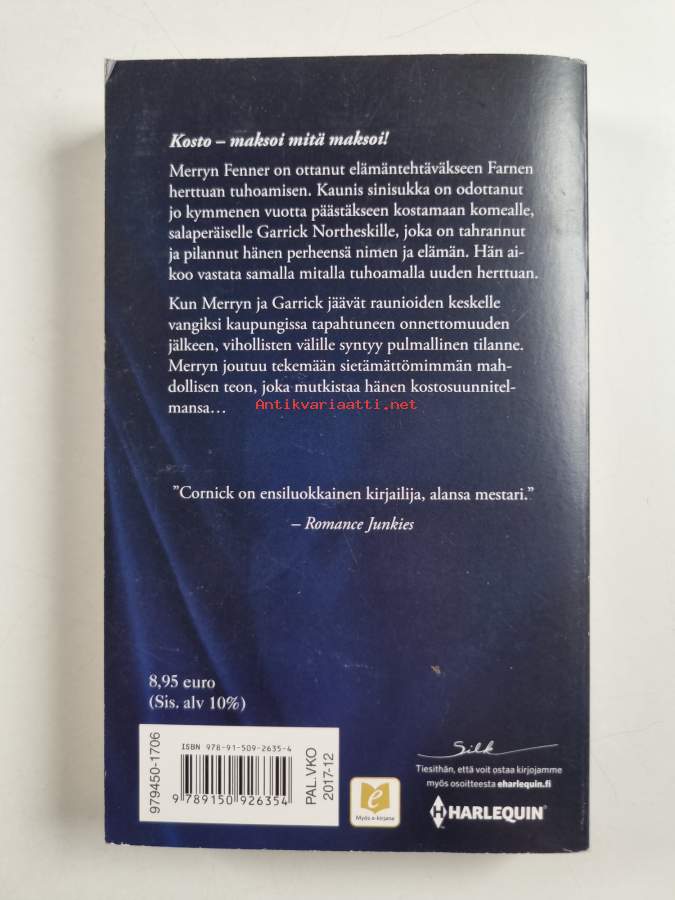 Kosto – maksoi mitä maksoi!
Merryn Fenner on ottanut elämäntehtäväkseen Farnen
herttuan tuhoamisen. Kaunis sinisukka on odottanut
jo kymmenen vuotta päästäkseen kostamaan komealle,
salaperäiselle Garrick Northeskille, joka on tahrannut
ja pilannut hänen perheensä nimen ja elämän. Hän ai-
koo vastata samalla mitalla tuhoamalla uuden herttuan.
Kun Merryn ja Garrick jäävät raunioiden keskelle
vangiksi kaupungissa tapahtuneen onnettomuuden
jälkeen, vihollisten välille syntyy pulmallinen tilanne.
Merryn joutuu tekemään sietämättömimmän mah-
dollisen teon, joka mutkistaa hänen kostosuunnitel-
mansa…
Antikvariaatti.net
”Cornick on ensiluokkainen kirjailija, alansa mestari.”
– Romance Junkies
8,95 euro
(Sis. alv 10%)
979450-1706
ISBN 978-91-509-2635-4
9 789150 926354
PAL.VKO
2017-12
e
Myös e-kirjana
Silk
Tiesithän, että voit ostaa kirjojamme
myös osoitteesta eharlequin.fi
H HARLEQUIN